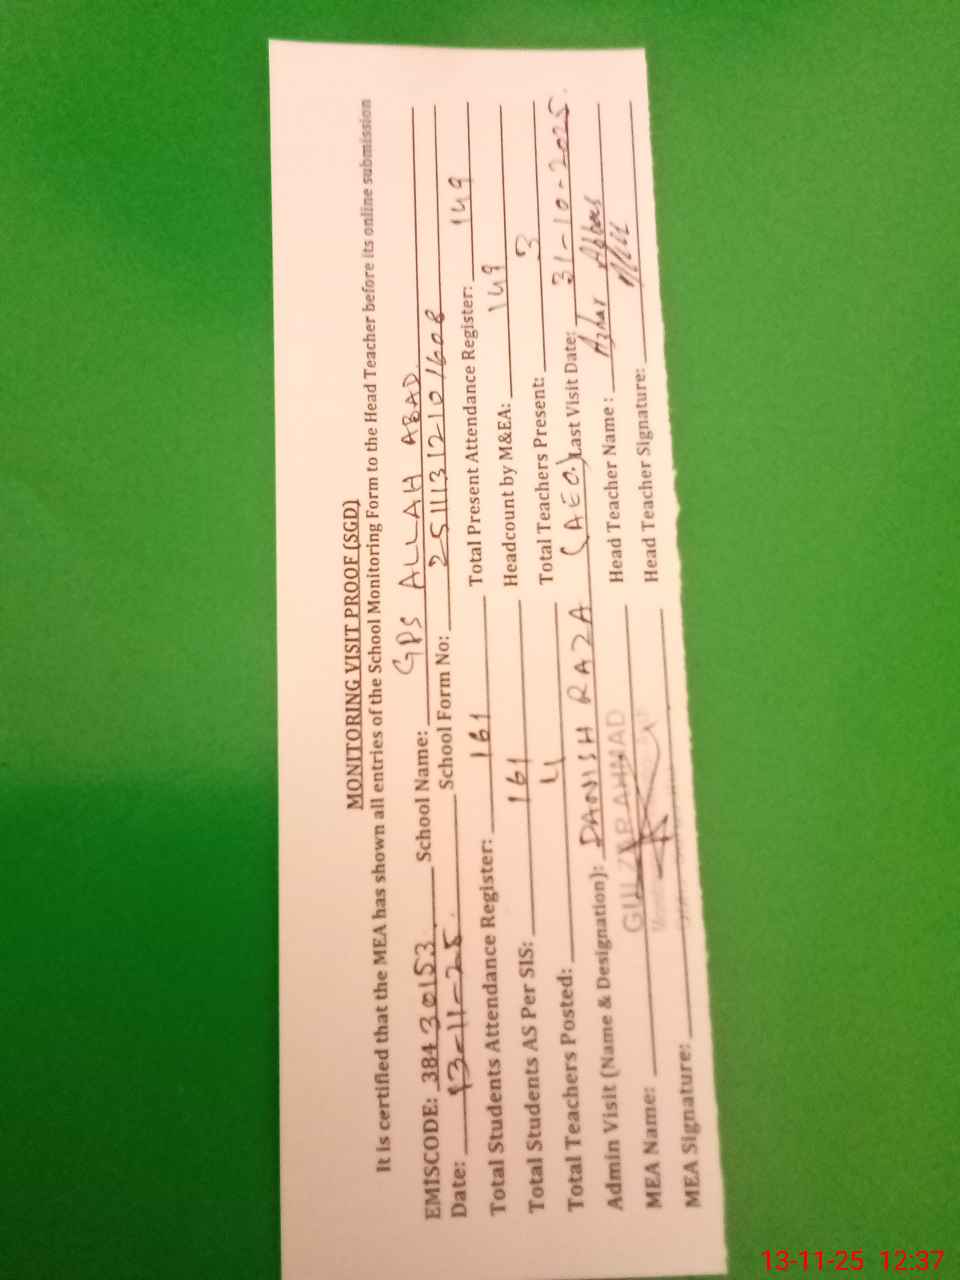 MONITORING VISIT PROOF (SGD)
It is certified that the MEA has shown all entries of the School Monitoring Form to the Head Teacher before its online submission
EMISCODE: 38430153 School Name: GPS ALLAH ABAD
Date: 13-11-25. School Form No: 25111312101608
Total Students Attendance Register: 161 Total Present Attendance Register: 149
Total Students AS Per SIS: 161 Headcount by M&EA: 149
Total Teachers Posted: 4 Total Teachers Present: 3
Admin Visit (Name & Designation): DANISH RAZA (AEO) Last Visit Date: 31-10-2025.
MEA Name: GULZAR AHMAD Head Teacher Name : Azhar Abbas
MEA Signature: Head Teacher Signature:
13-11-25 12:37